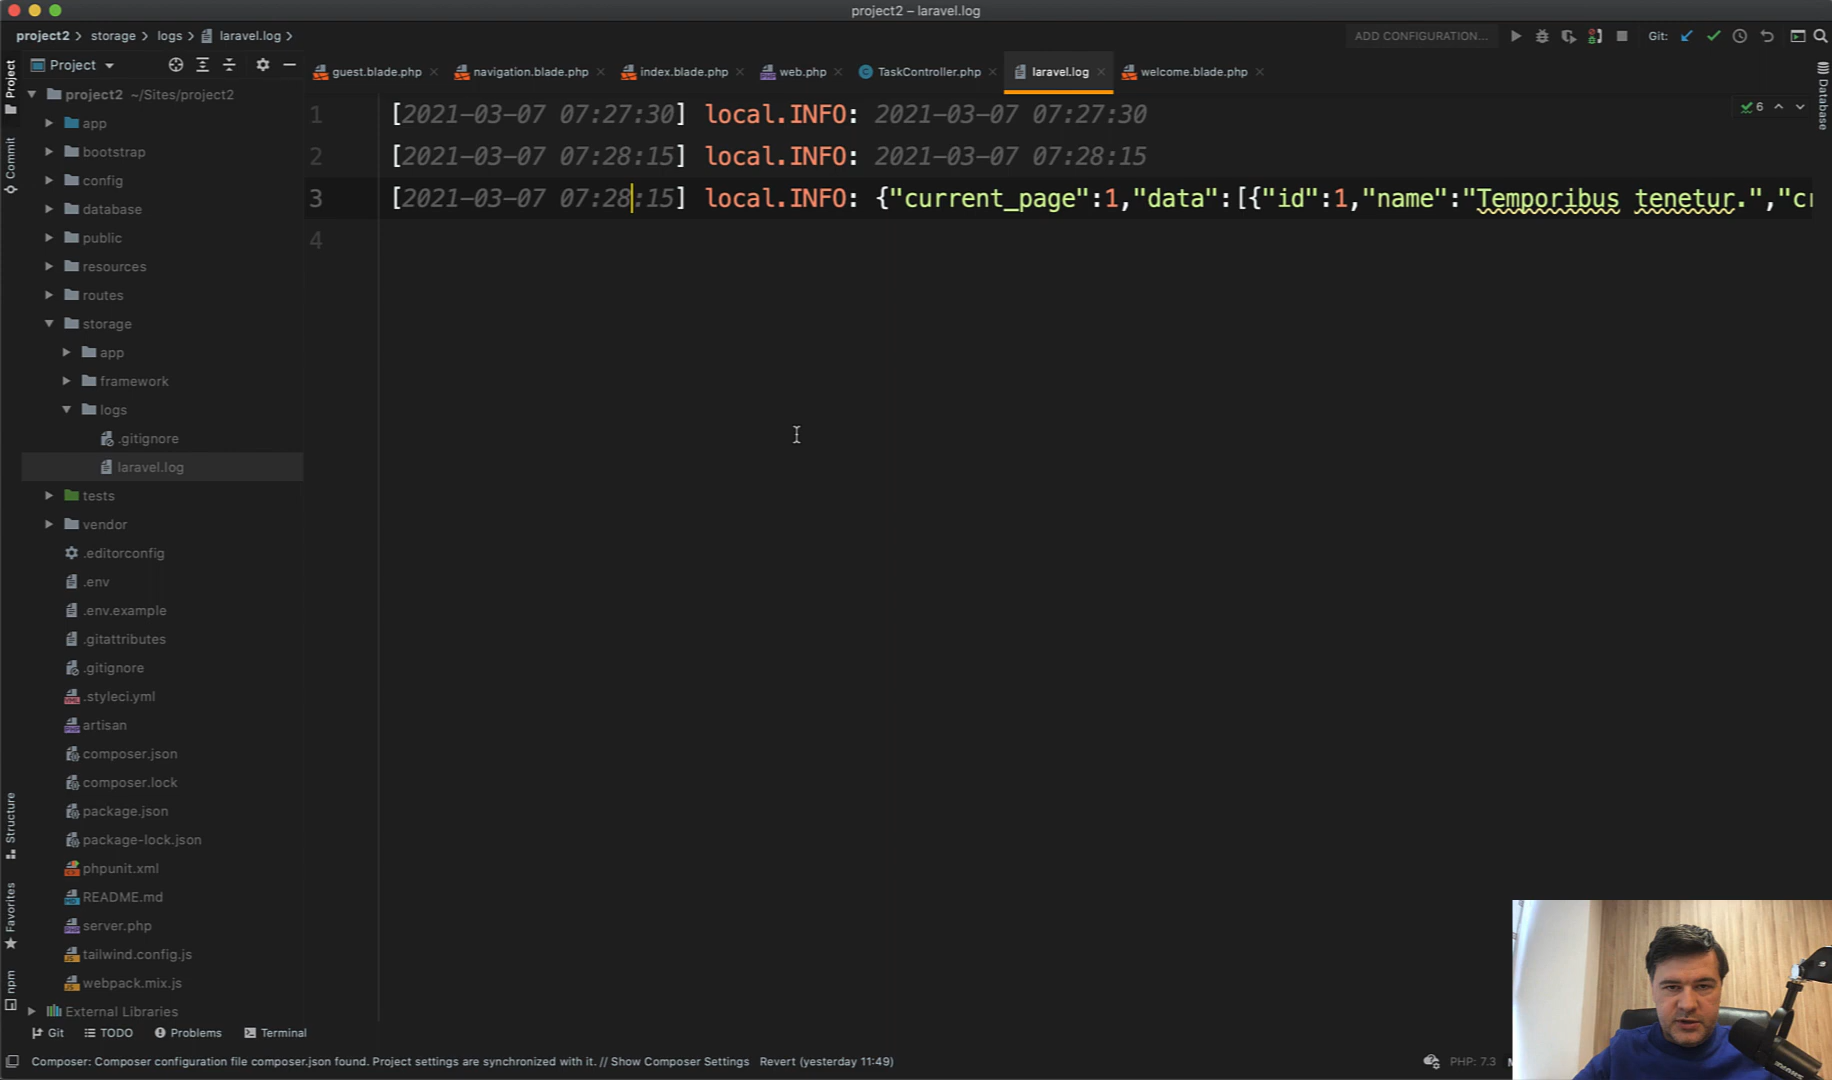 project2 – laravel.log
project2 storage logs laravel.log
ADD CONFIGURATION...
Git:
Project
guest.blade.php
navigation.blade.php
index.blade.php
web.php
TaskController.php
laravel.log
welcome.blade.php
Project
Commit
Structure
Favorites
npm
Database
project2 ~/Sites/project2
app
bootstrap
config
database
public
resources
routes
storage
app
framework
logs
.gitignore
laravel.log
tests
vendor
.editorconfig
.env
.env.example
.gitattributes
.gitignore
.styleci.yml
artisan
composer.json
composer.lock
package.json
package-lock.json
phpunit.xml
README.md
server.php
tailwind.config.js
webpack.mix.js
External Libraries
1 [2021-03-07 07:27:30] local.INFO: 2021-03-07 07:27:30
2 [2021-03-07 07:28:15] local.INFO: 2021-03-07 07:28:15
3 [2021-03-07 07:28:15] local.INFO: {"current_page":1,"data":[{"id":1,"name":"Temporibus tenetur.","cr
4
6
Git TODO Problems Terminal
Composer: Composer configuration file composer.json found. Project settings are synchronized with it. // Show Composer Settings Revert (yesterday 11:49)
PHP: 7.3